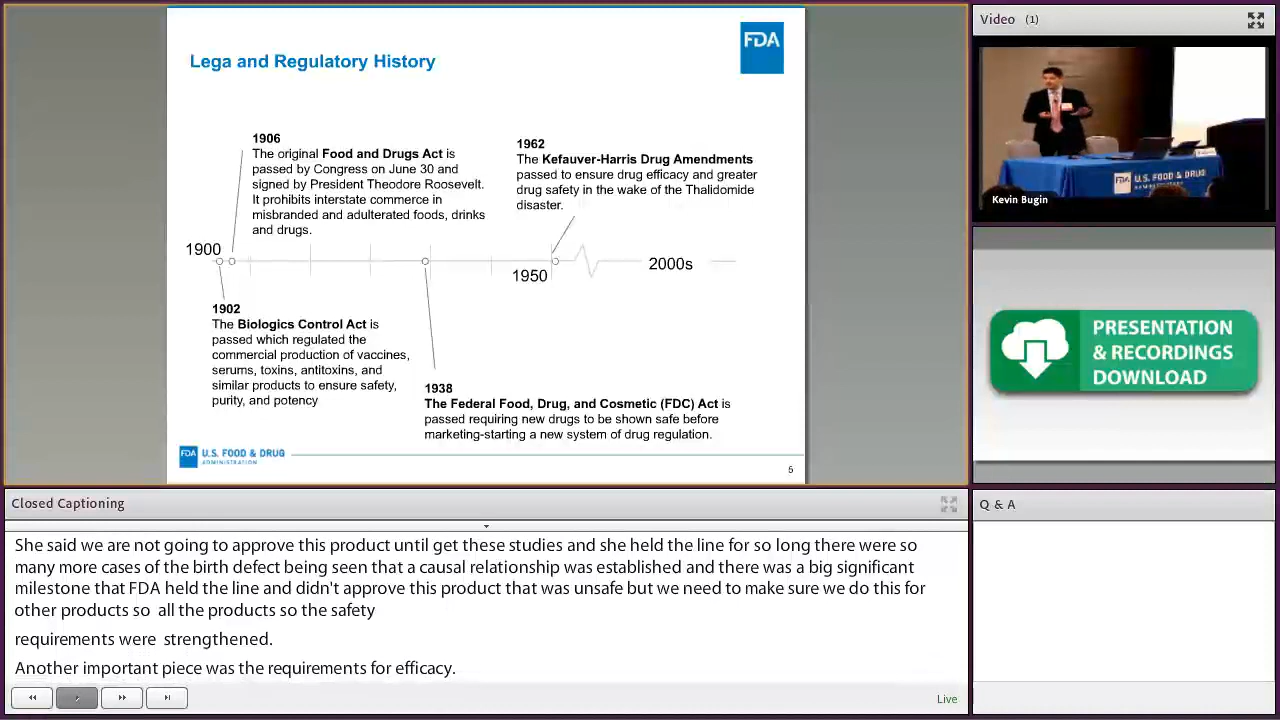 Lega and Regulatory History
FDA
1906
The original Food and Drugs Act is
passed by Congress on June 30 and
signed by President Theodore Roosevelt.
It prohibits interstate commerce in
misbranded and adulterated foods, drinks
and drugs.
1962
The Kefauver-Harris Drug Amendments
passed to ensure drug efficacy and greater
drug safety in the wake of the Thalidomide
disaster.
1900
1950
2000s
1902
The Biologics Control Act is
passed which regulated the
commercial production of vaccines,
serums, toxins, antitoxins, and
similar products to ensure safety,
purity, and potency
1938
The Federal Food, Drug, and Cosmetic (FDC) Act is
passed requiring new drugs to be shown safe before
marketing-starting a new system of drug regulation.
FDA U.S. FOOD & DRUG
ADMINISTRATION
5
Video (1)
FDA U.S. FOOD & DRUG
ADMINISTRATION
Kevin Bugin
PRESENTATION
& RECORDINGS
DOWNLOAD
Closed Captioning
She said we are not going to approve this product until get these studies and she held the line for so long there were so
many more cases of the birth defect being seen that a causal relationship was established and there was a big significant
milestone that FDA held the line and didn't approve this product that was unsafe but we need to make sure we do this for
other products so all the products so the safety
requirements were strengthened.
Another important piece was the requirements for efficacy.
Live
Q & A